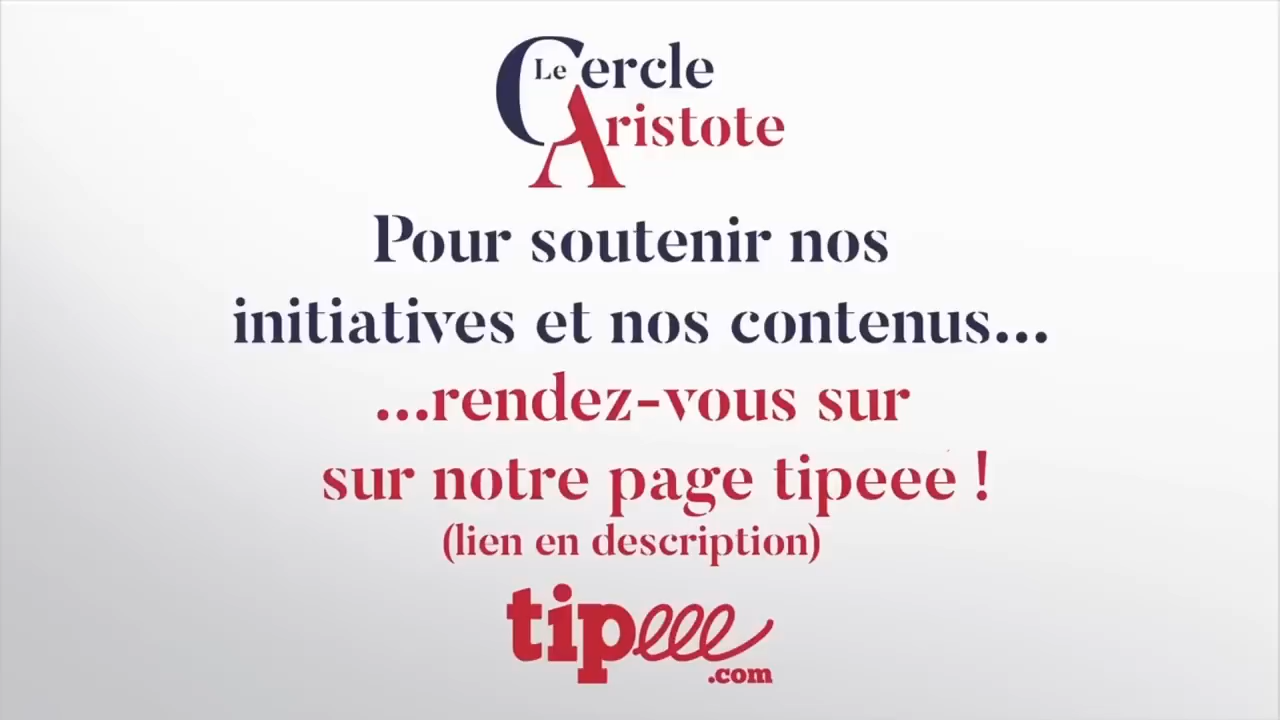 Le Cercle
Aristote
Pour soutenir nos
initiatives et nos contenus...
...rendez-vous sur
sur notre page tipeee !
(lien en description)
tipeee
.com